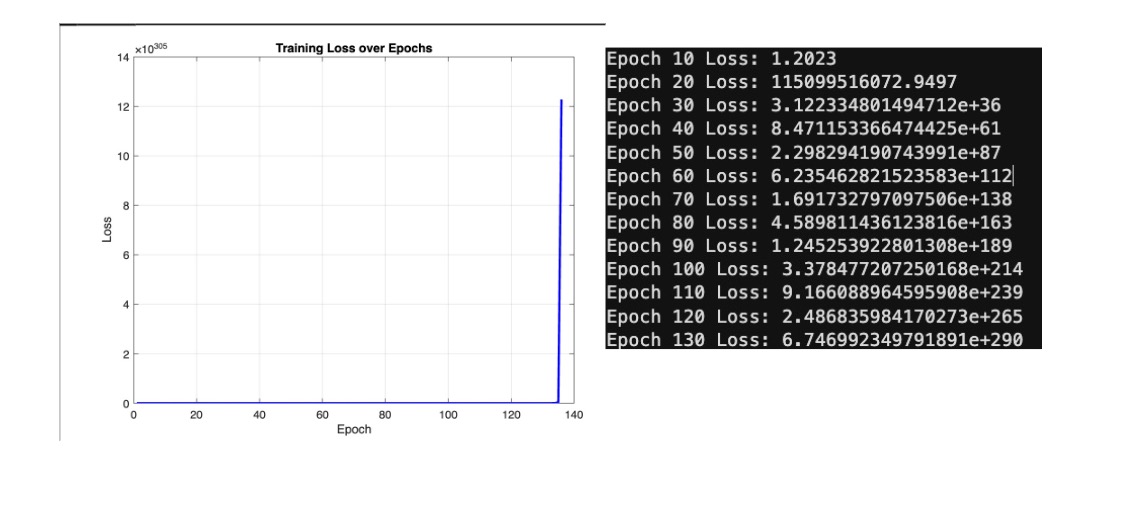 Training Loss over Epochs
×10^305
14
12
10
8
6
4
2
0
Loss
0 20 40 60 80 100 120 140
Epoch
Epoch 10 Loss: 1.2023
Epoch 20 Loss: 115099516072.9497
Epoch 30 Loss: 3.122334801494712e+36
Epoch 40 Loss: 8.471153366474425e+61
Epoch 50 Loss: 2.298294190743991e+87
Epoch 60 Loss: 6.235462821523583e+112
Epoch 70 Loss: 1.691732797097506e+138
Epoch 80 Loss: 4.589811436123816e+163
Epoch 90 Loss: 1.245253922801308e+189
Epoch 100 Loss: 3.378477207250168e+214
Epoch 110 Loss: 9.166088964595908e+239
Epoch 120 Loss: 2.486835984170273e+265
Epoch 130 Loss: 6.746992349791891e+290